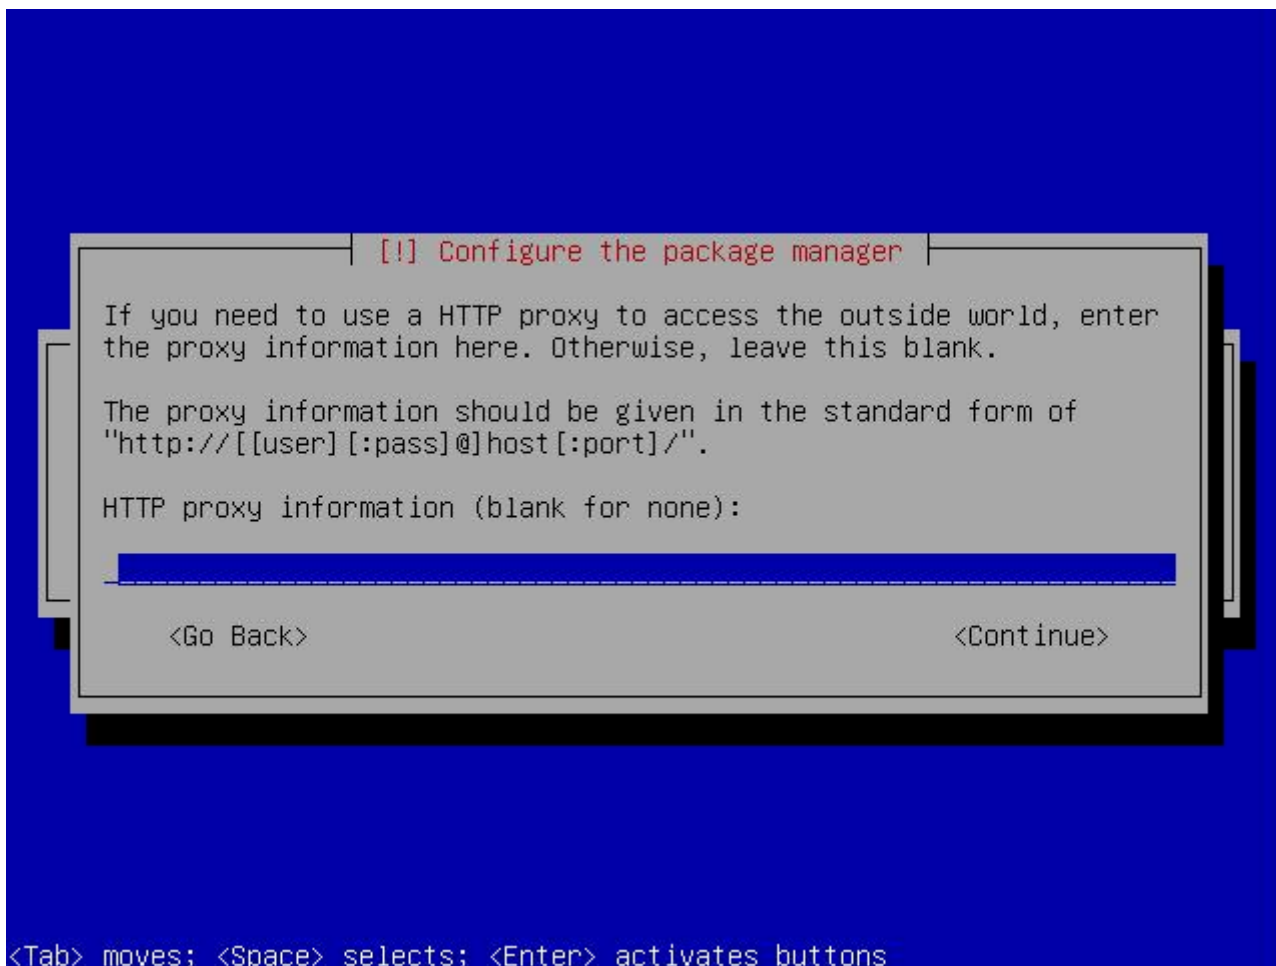 [!] Configure the package manager
If you need to use a HTTP proxy to access the outside world, enter
the proxy information here. Otherwise, leave this blank.
The proxy information should be given in the standard form of
"http://[[user][:pass]@]host[:port]/".
HTTP proxy information (blank for none):
<Go Back> <Continue>
<Tab> moves; <Space> selects; <Enter> activates buttons